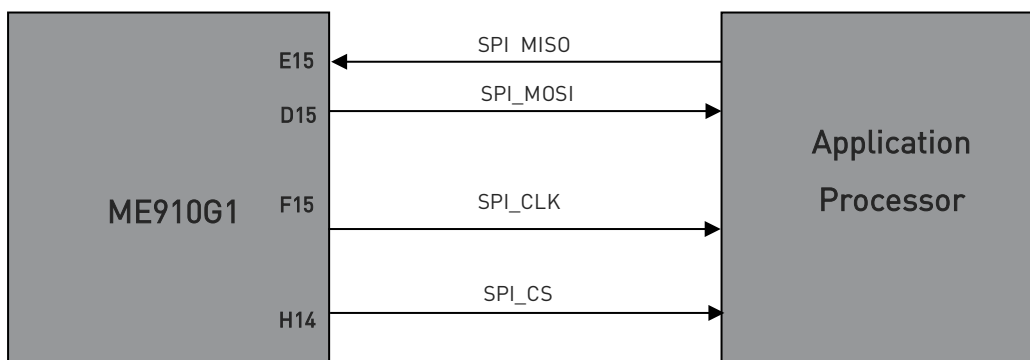 SPI_MISO
E15
SPI_MOSI
D15
Application
Processor
ME910G1
F15
SPI_CLK
SPI_CS
H14